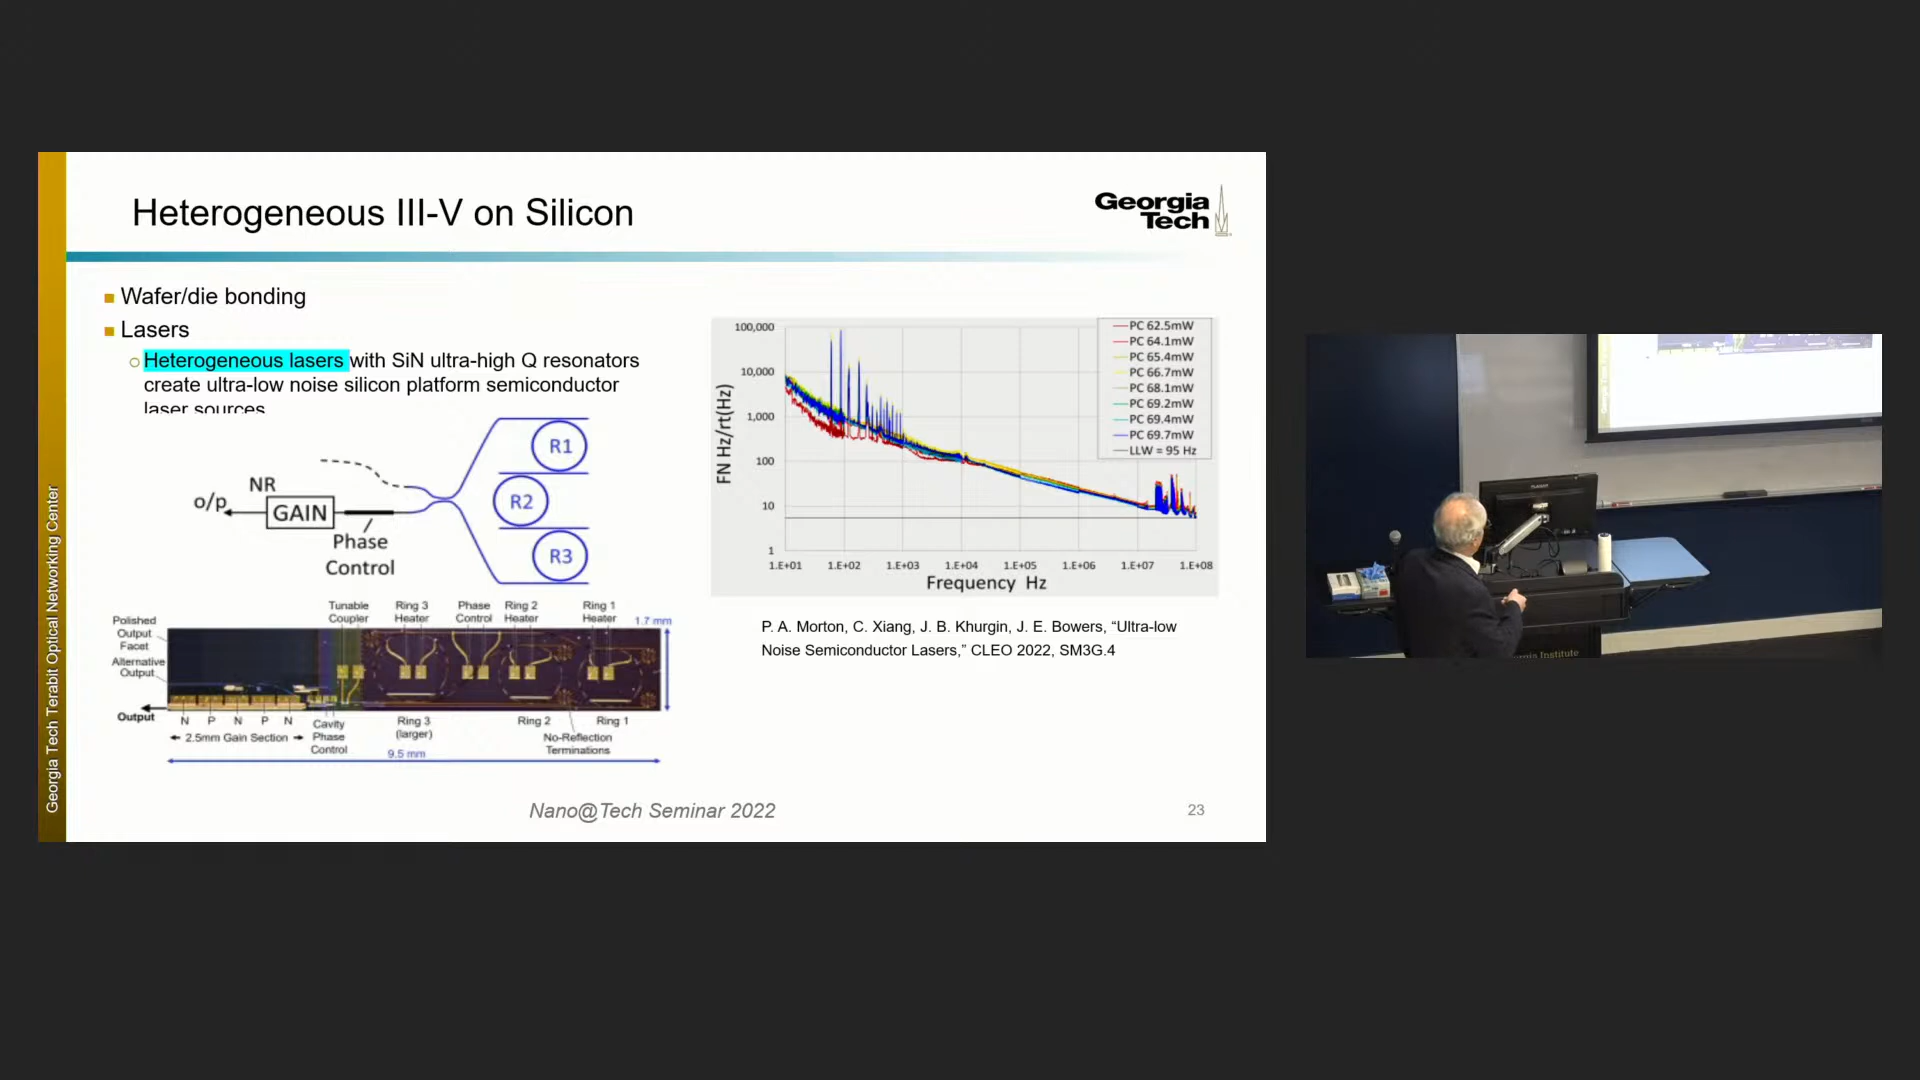 Heterogeneous III-V on Silicon
Georgia
Tech
Wafer/die bonding
Lasers
Heterogeneous lasers with SiN ultra-high Q resonators
create ultra-low noise silicon platform semiconductor
laser sources
R1
R2
R3
NR
o/p
GAIN
Phase
Control
Polished
Output
Facet
Alternative
Output
Output
Tunable
Coupler
Ring 3
Heater
Phase
Control
Ring 2
Heater
Ring 1
Heater
1.7 mm
N P N P N
2.5mm Gain Section
Cavity
Phase
Control
Ring 3
(larger)
Ring 2
Ring 1
No-Reflection
Terminations
9.5 mm
FN Hz/rt(Hz)
100,000
10,000
1,000
100
10
1
1.E+01 1.E+02 1.E+03 1.E+04 1.E+05 1.E+06 1.E+07 1.E+08
Frequency Hz
PC 62.5mW
PC 64.1mW
PC 65.4mW
PC 66.7mW
PC 68.1mW
PC 69.2mW
PC 69.4mW
PC 69.7mW
LLW = 95 Hz
P. A. Morton, C. Xiang, J. B. Khurgin, J. E. Bowers, “Ultra-low
Noise Semiconductor Lasers,” CLEO 2022, SM3G.4
Georgia Tech Terabit Optical Networking Center
Nano@Tech Seminar 2022
23
Institute